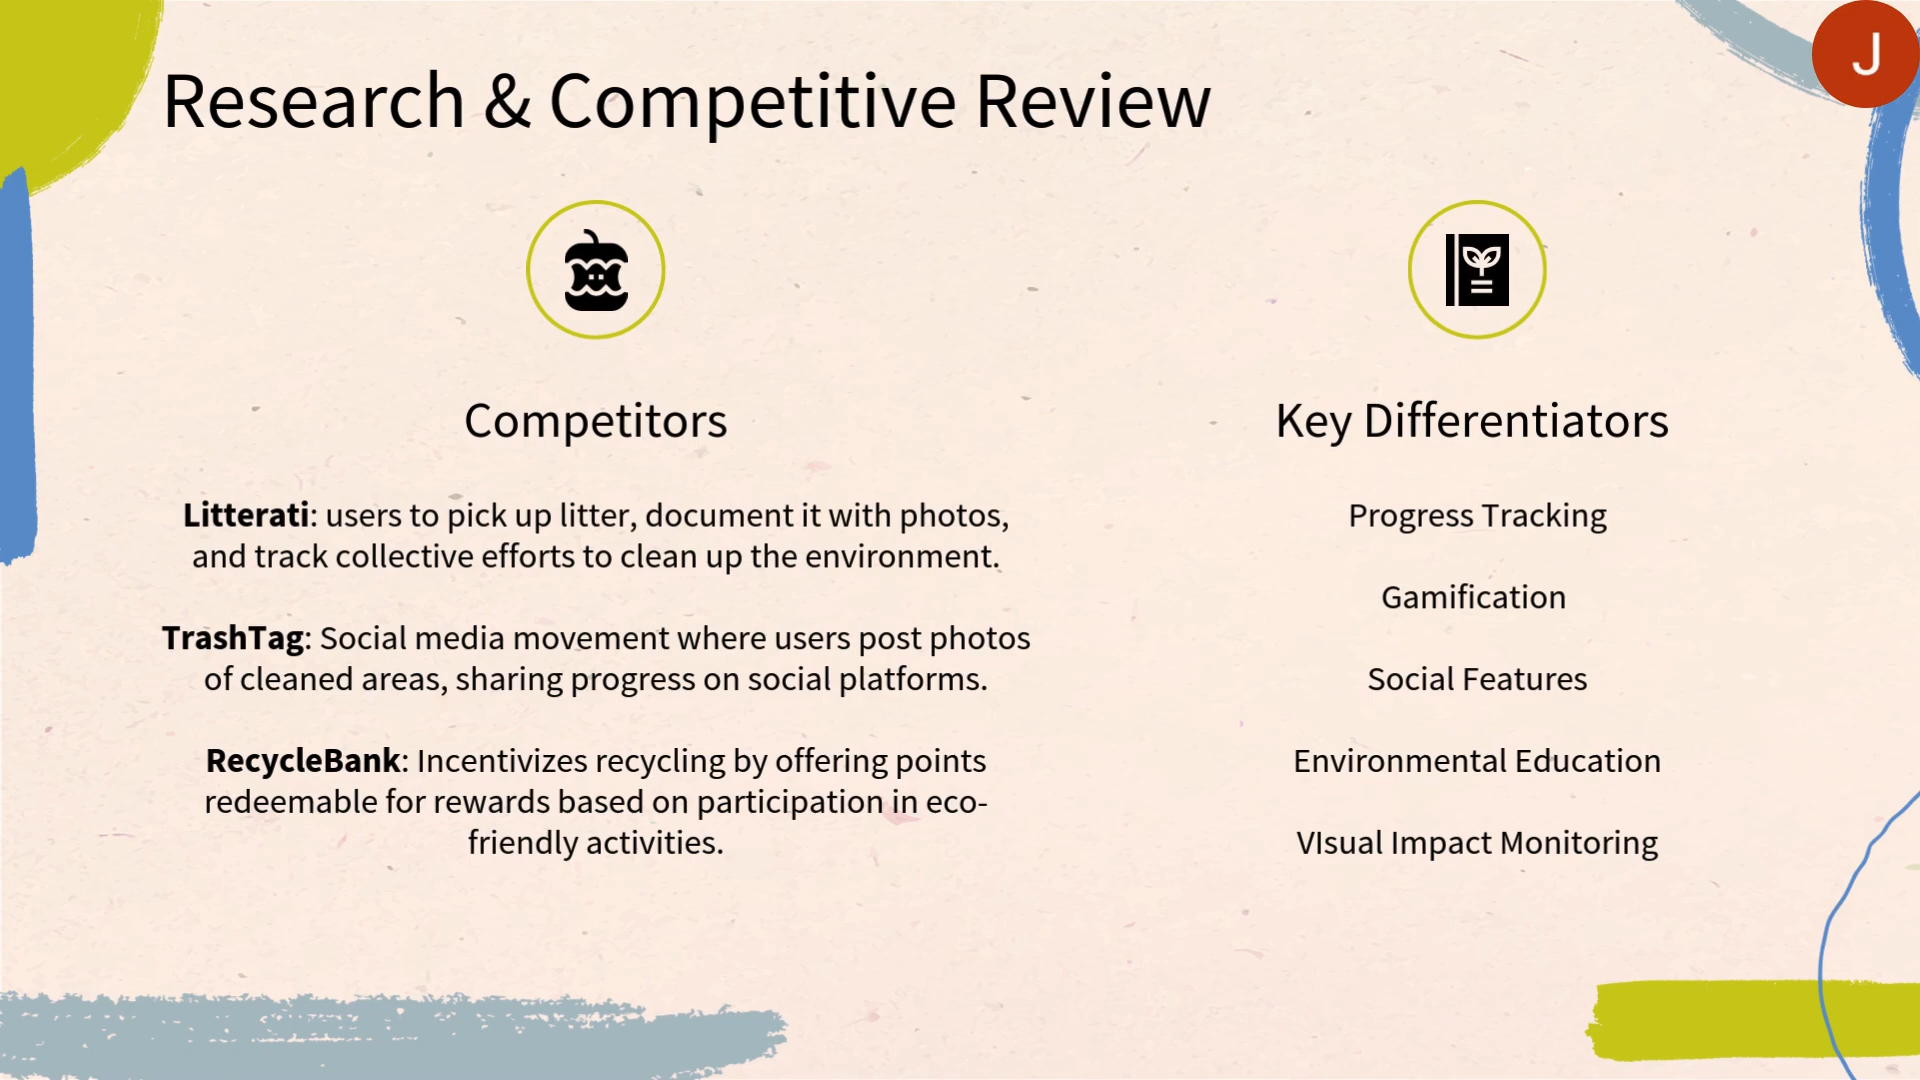 J
Research & Competitive Review
Competitors
Litterati: users to pick up litter, document it with photos,
and track collective efforts to clean up the environment.
TrashTag: Social media movement where users post photos
of cleaned areas, sharing progress on social platforms.
RecycleBank: Incentivizes recycling by offering points
redeemable for rewards based on participation in eco-
friendly activities.
Key Differentiators
Progress Tracking
Gamification
Social Features
Environmental Education
VIsual Impact Monitoring